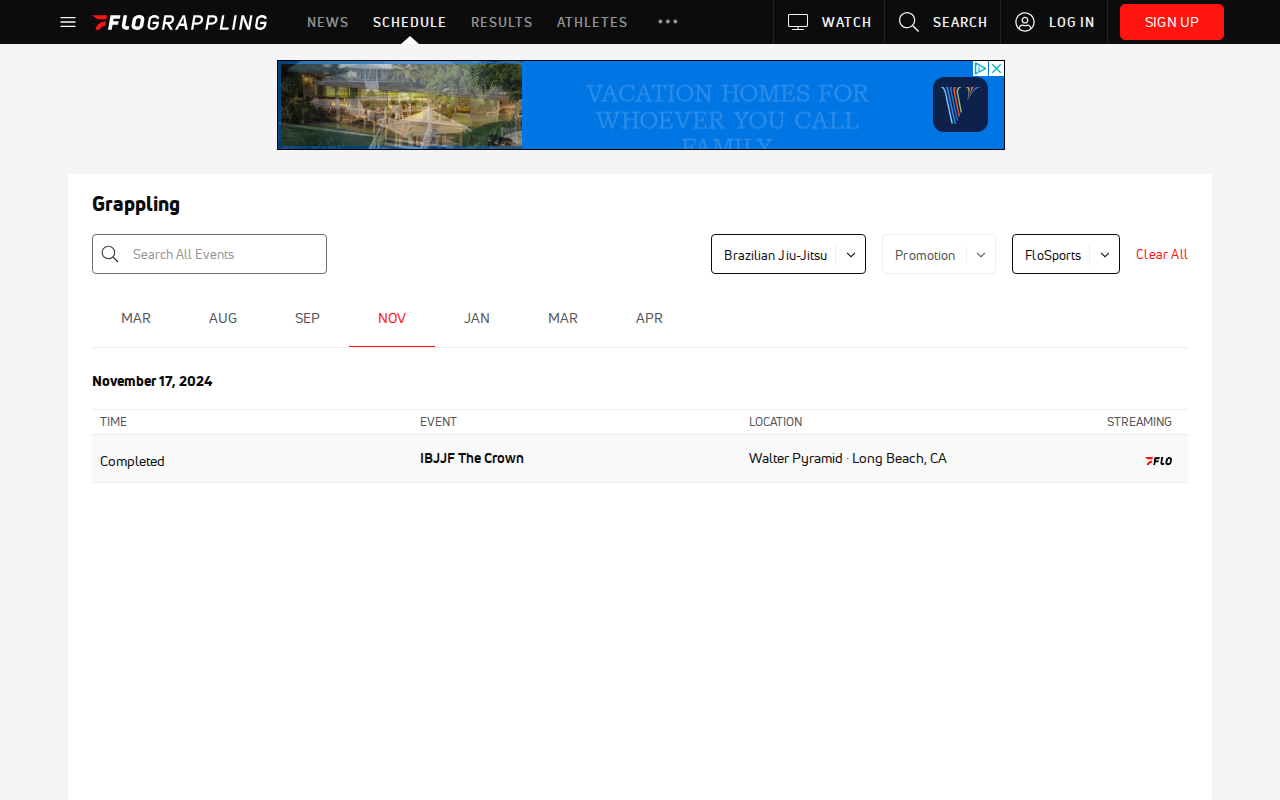 FLOGRAPPLING NEWS SCHEDULE RESULTS ATHLETES WATCH SEARCH LOG IN SIGN UP
VACATION HOMES FOR
WHOEVER YOU CALL
FAMILY
Grappling
Search All Events Brazilian Jiu-Jitsu Promotion FloSports Clear All
MAR AUG SEP NOV JAN MAR APR
November 17, 2024
TIME EVENT LOCATION STREAMING
Completed IBJJF The Crown Walter Pyramid · Long Beach, CA FLO